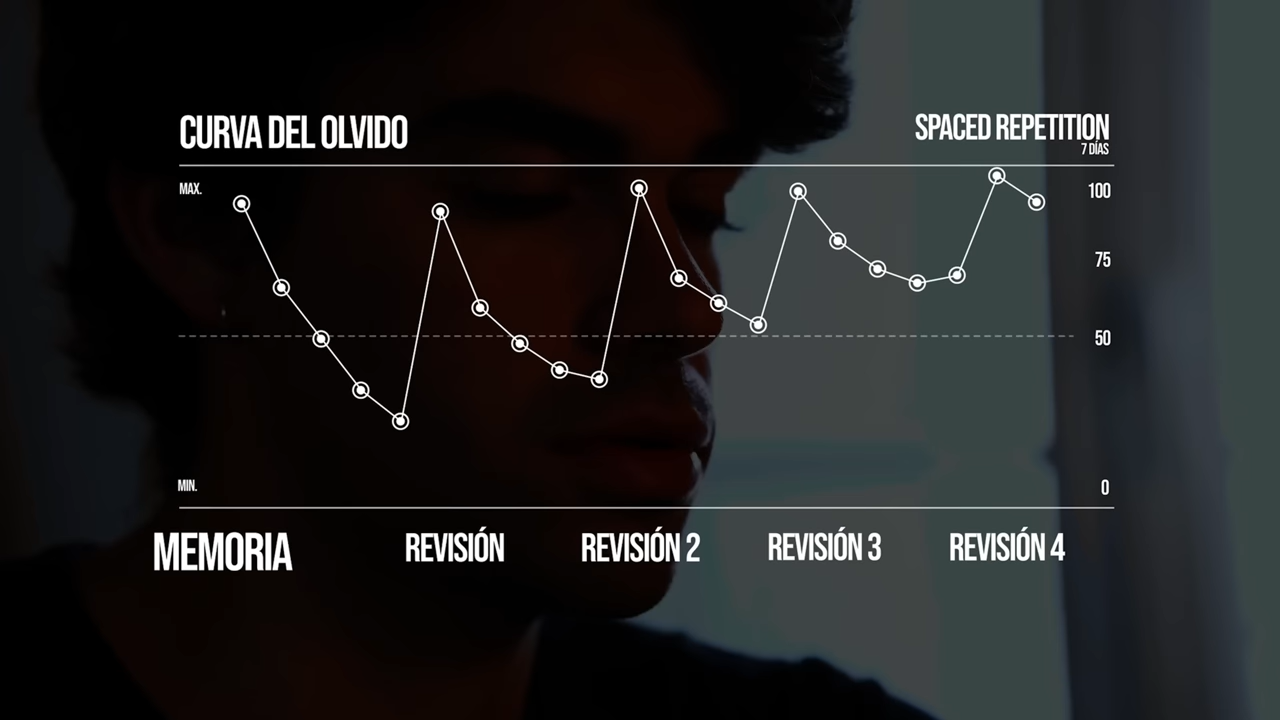 CURVA DEL OLVIDO
SPACED REPETITION
7 DÍAS
MAX.
100
75
50
MIN.
0
MEMORIA
REVISIÓN
REVISIÓN 2
REVISIÓN 3
REVISIÓN 4